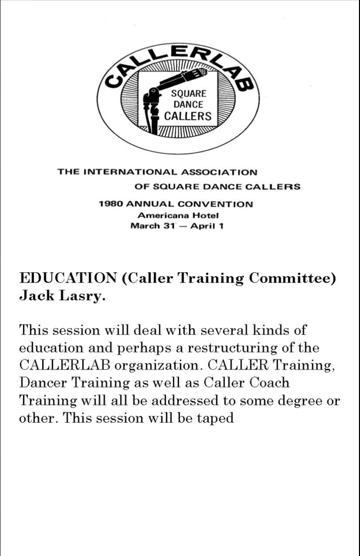 CALLERLAB
SQUARE
DANCE
CALLERS
THE INTERNATIONAL ASSOCIATION
OF SQUARE DANCE CALLERS
1980 ANNUAL CONVENTION
Americana Hotel
March 31 — April 1
EDUCATION (Caller Training Committee)
Jack Lasry.
This session will deal with several kinds of
education and perhaps a restructuring of the
CALLERLAB organization. CALLER Training,
Dancer Training as well as Caller Coach
Training will all be addressed to some degree or
other. This session will be taped